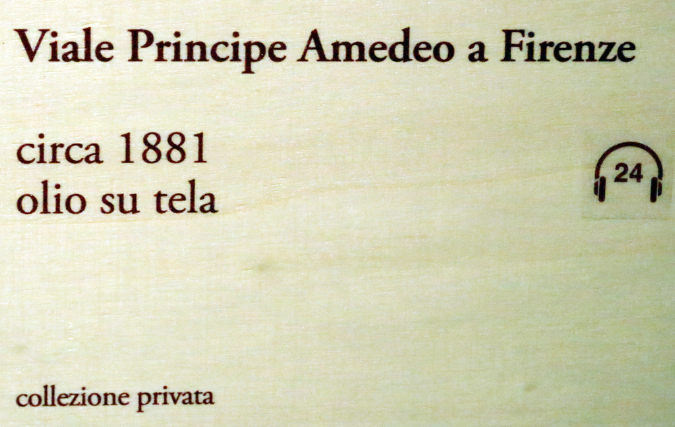 Viale Principe Amedeo a Firenze
circa 1881
olio su tela
24
collezione privata